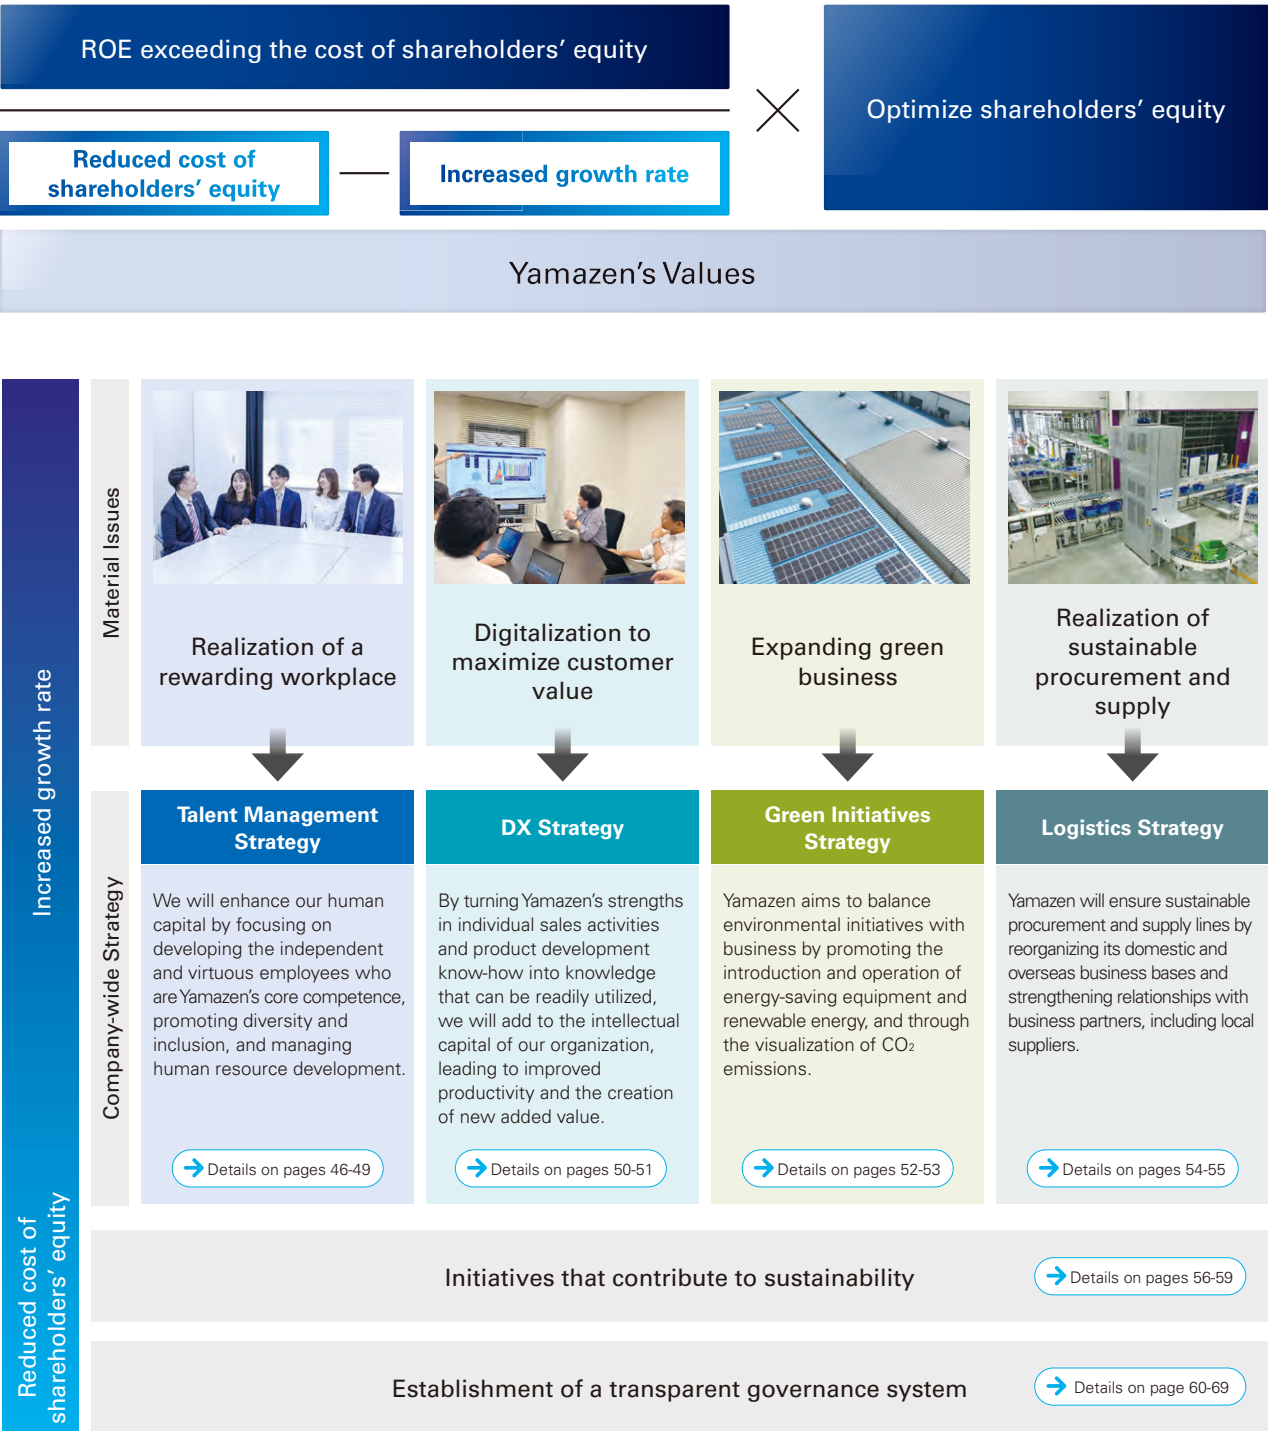 ROE exceeding the cost of shareholders’ equity
Optimize shareholders’ equity
Reduced cost of
shareholders’ equity
Increased growth rate
Yamazen’s Values
Increased growth rate
Reduced cost of
shareholders’ equity
Material Issues
Realization of a
rewarding workplace
Digitalization to
maximize customer
value
Expanding green
business
Realization of
sustainable
procurement and
supply
Company-wide Strategy
Talent Management
Strategy
We will enhance our human
capital by focusing on
developing the independent
and virtuous employees who
are Yamazen’s core competence,
promoting diversity and
inclusion, and managing
human resource development.
Details on pages 46-49
DX Strategy
By turning Yamazen’s strengths
in individual sales activities
and product development
know-how into knowledge
that can be readily utilized,
we will add to the intellectual
capital of our organization,
leading to improved
productivity and the creation
of new added value.
Details on pages 50-51
Green Initiatives
Strategy
Yamazen aims to balance
environmental initiatives with
business by promoting the
introduction and operation of
energy-saving equipment and
renewable energy, and through
the visualization of CO₂
emissions.
Details on pages 52-53
Logistics Strategy
Yamazen will ensure sustainable
procurement and supply lines by
reorganizing its domestic and
overseas business bases and
strengthening relationships with
business partners, including local
suppliers.
Details on pages 54-55
Initiatives that contribute to sustainability
Details on pages 56-59
Establishment of a transparent governance system
Details on page 60-69